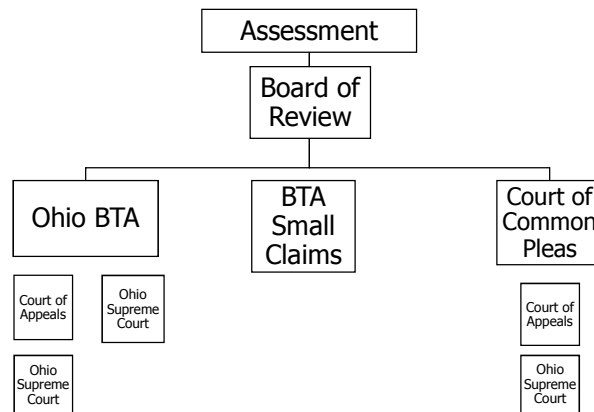 Assessment
Board of
Review
Ohio BTA
BTA
Small
Claims
Court of
Common
Pleas
Court of
Appeals
Ohio
Supreme
Court
Court of
Appeals
Ohio
Supreme
Court
Ohio
Supreme
Court